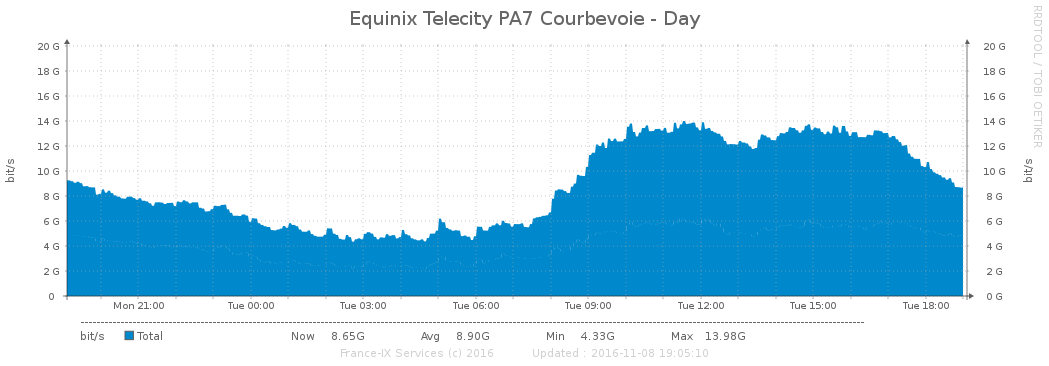 Equinix Telecity PA7 Courbevoie - Day
RRDTOOL / TOBI OETIKER
bit/s
20 G 20 G
18 G 18 G
16 G 16 G
14 G 14 G
12 G 12 G
10 G 10 G
8 G 8 G
6 G 6 G
4 G 4 G
2 G 2 G
0 0 G
bit/s
Mon 21:00 Tue 00:00 Tue 03:00 Tue 06:00 Tue 09:00 Tue 12:00 Tue 15:00 Tue 18:00
bit/s Total Now 8.65G Avg 8.90G Min 4.33G Max 13.98G
France-IX Services (c) 2016 Updated : 2016-11-08 19:05:10